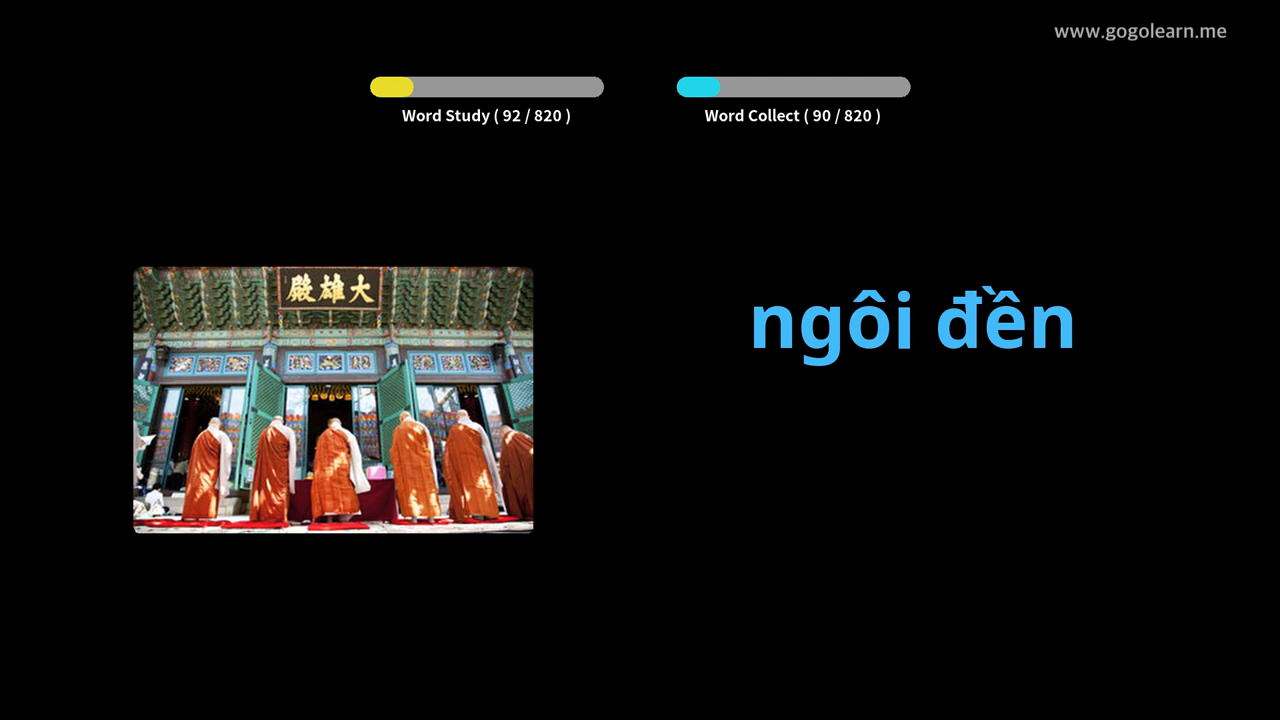 www.gogolearn.me
Word Study ( 92 / 820 )
Word Collect ( 90 / 820 )
殿雄大
ngôi đền